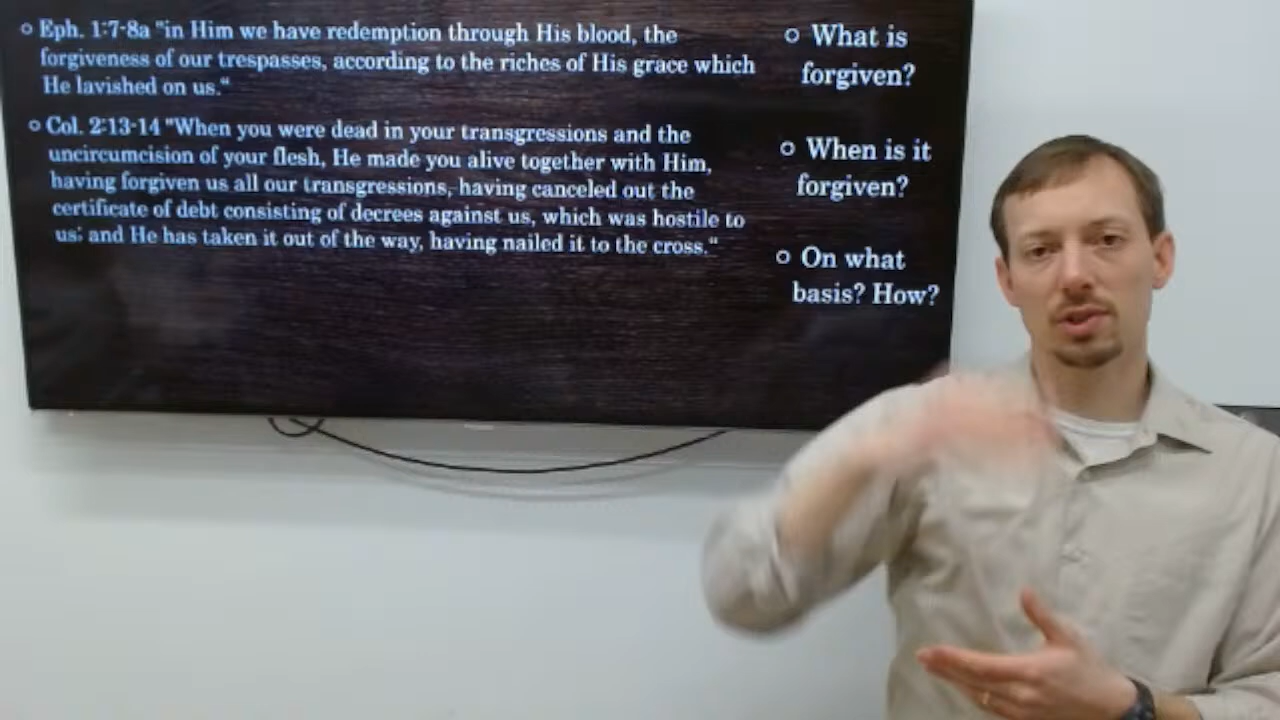 ○ Eph. 1:7-8a "in Him we have redemption through His blood, the
forgiveness of our trespasses, according to the riches of His grace which
He lavished on us."
○ Col. 2:13-14 "When you were dead in your transgressions and the
uncircumcision of your flesh, He made you alive together with Him,
having forgiven us all our transgressions, having canceled out the
certificate of debt consisting of decrees against us, which was hostile to
us; and He has taken it out of the way, having nailed it to the cross."
○ What is
forgiven?
○ When is it
forgiven?
○ On what
basis? How?